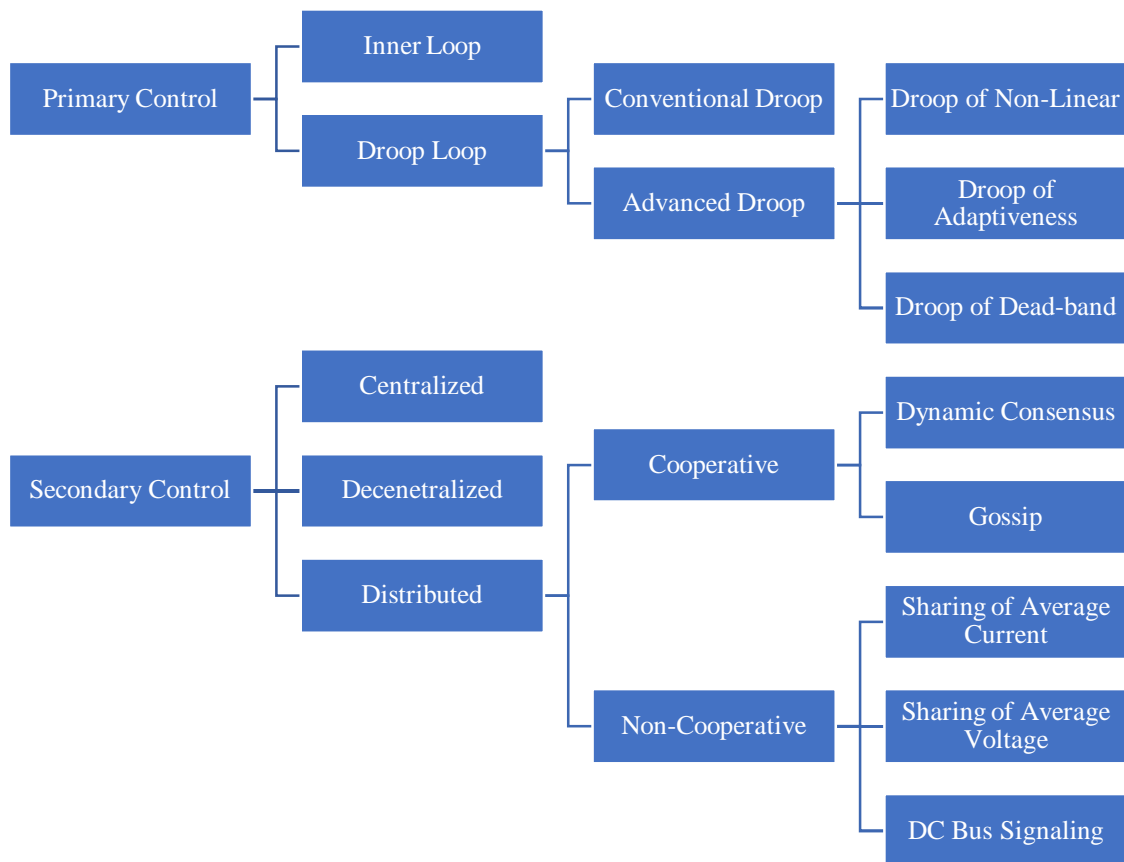 Primary Control
Inner Loop
Droop Loop
Conventional Droop
Advanced Droop
Droop of Non-Linear
Droop of
Adaptiveness
Droop of Dead-band
Secondary Control
Centralized
Decenetralized
Distributed
Cooperative
Dynamic Consensus
Gossip
Non-Cooperative
Sharing of Average
Current
Sharing of Average
Voltage
DC Bus Signaling